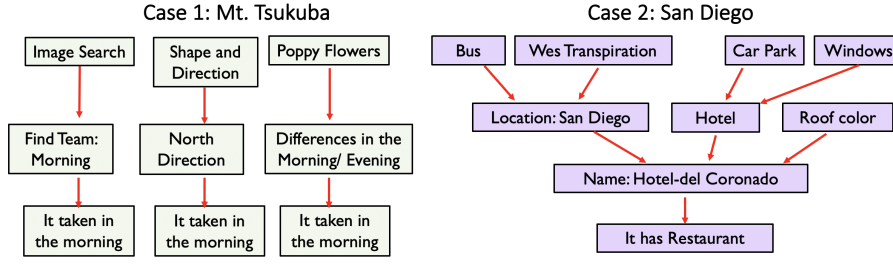 Case 1: Mt. Tsukuba
Case 2: San Diego
Image Search
Shape and
Direction
Poppy Flowers
Bus
Wes Transpiration
Car Park
Windows
Find Team:
Morning
North
Direction
Differences in the
Morning/ Evening
Location: San Diego
Hotel
Roof color
Name: Hotel-del Coronado
It taken in
the morning
It taken in
the morning
It taken in
the morning
It has Restaurant